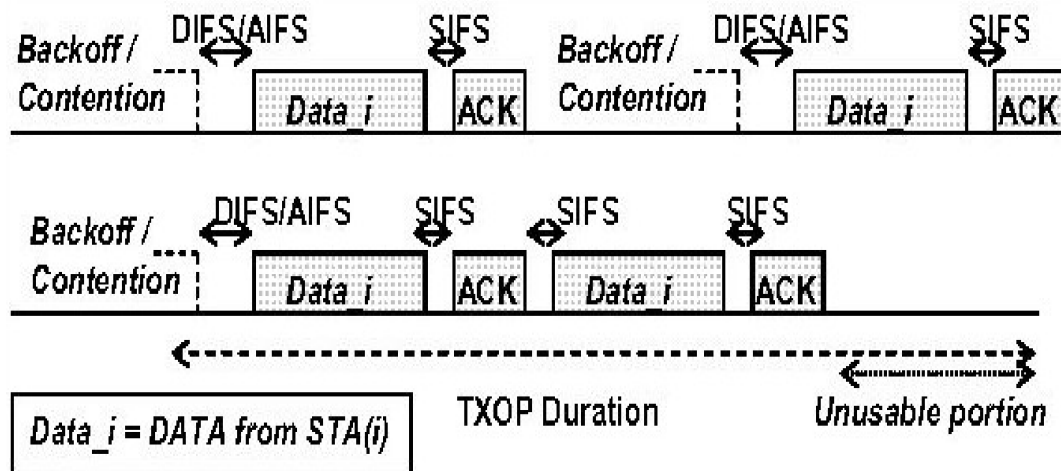 DIFS/AIFS SIFS DIFS/AIFS SIFS
Backoff / Backoff /
Contention Contention
Data_i ACK Data_i ACK
DIFS/AIFS SIFS SIFS SIFS
Backoff /
Contention
Data_i ACK Data_i ACK
TXOP Duration Unusable portion
Data_i = DATA from STA(i)